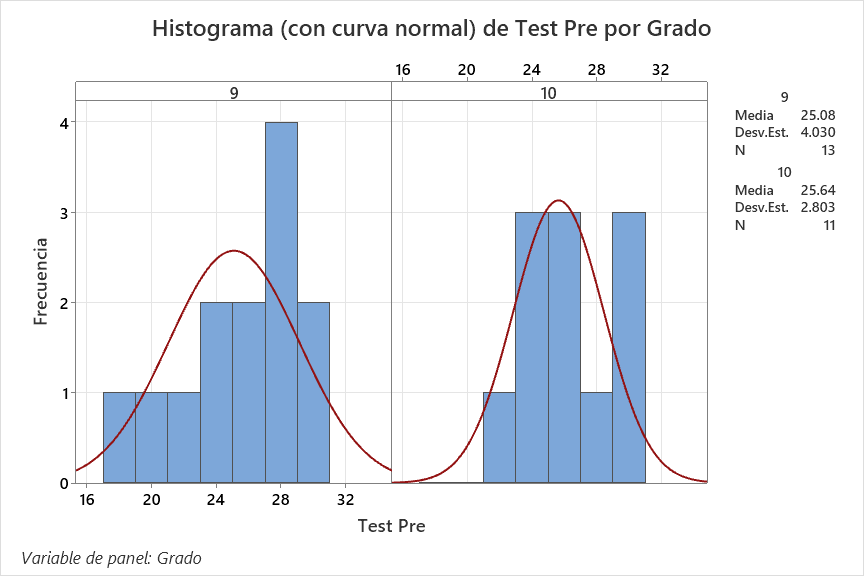 Histograma (con curva normal) de Test Pre por Grado
16 20 24 28 32
9 10
4
3
2
1
0
Frecuencia
16 20 24 28 32
Test Pre
9
Media 25.08
Desv.Est. 4.030
N 13
10
Media 25.64
Desv.Est. 2.803
N 11
Variable de panel: Grado